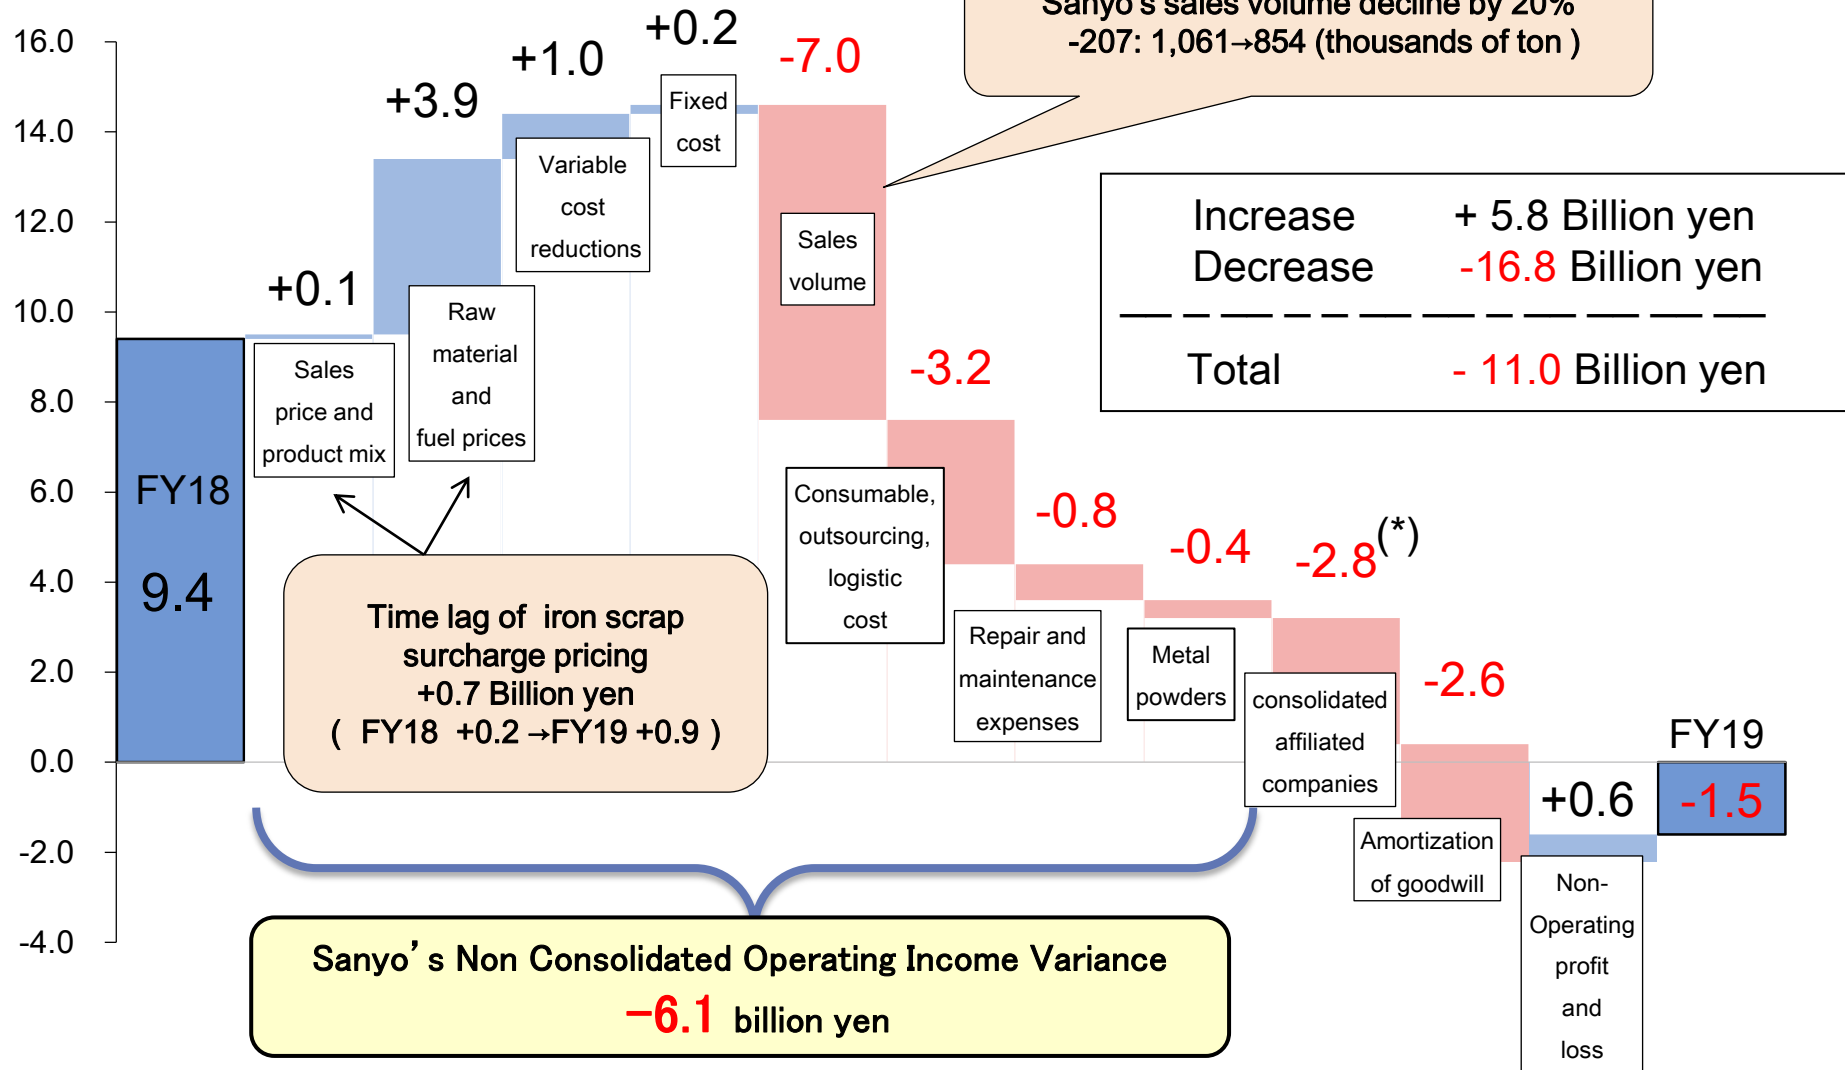 Sanyo's sales volume decline by 20%
-207: 1,061→854 (thousands of ton )
16.0
14.0
12.0
10.0
8.0
6.0
4.0
2.0
0.0
-2.0
-4.0
FY18
9.4
+0.1
Sales
price and
product mix
+3.9
Raw
material
and
fuel prices
+1.0
Variable
cost
reductions
+0.2
Fixed
cost
-7.0
Sales
volume
-3.2
Consumable,
outsourcing,
logistic
cost
-0.8
Repair and
maintenance
expenses
-0.4
Metal
powders
-2.8(*)
consolidated
affiliated
companies
-2.6
Amortization
of goodwill
+0.6
Non-
Operating
profit
and
loss
FY19
-1.5
Increase + 5.8 Billion yen
Decrease -16.8 Billion yen
Total - 11.0 Billion yen
Time lag of iron scrap
surcharge pricing
+0.7 Billion yen
( FY18 +0.2 →FY19 +0.9 )
Sanyo's Non Consolidated Operating Income Variance
-6.1 billion yen